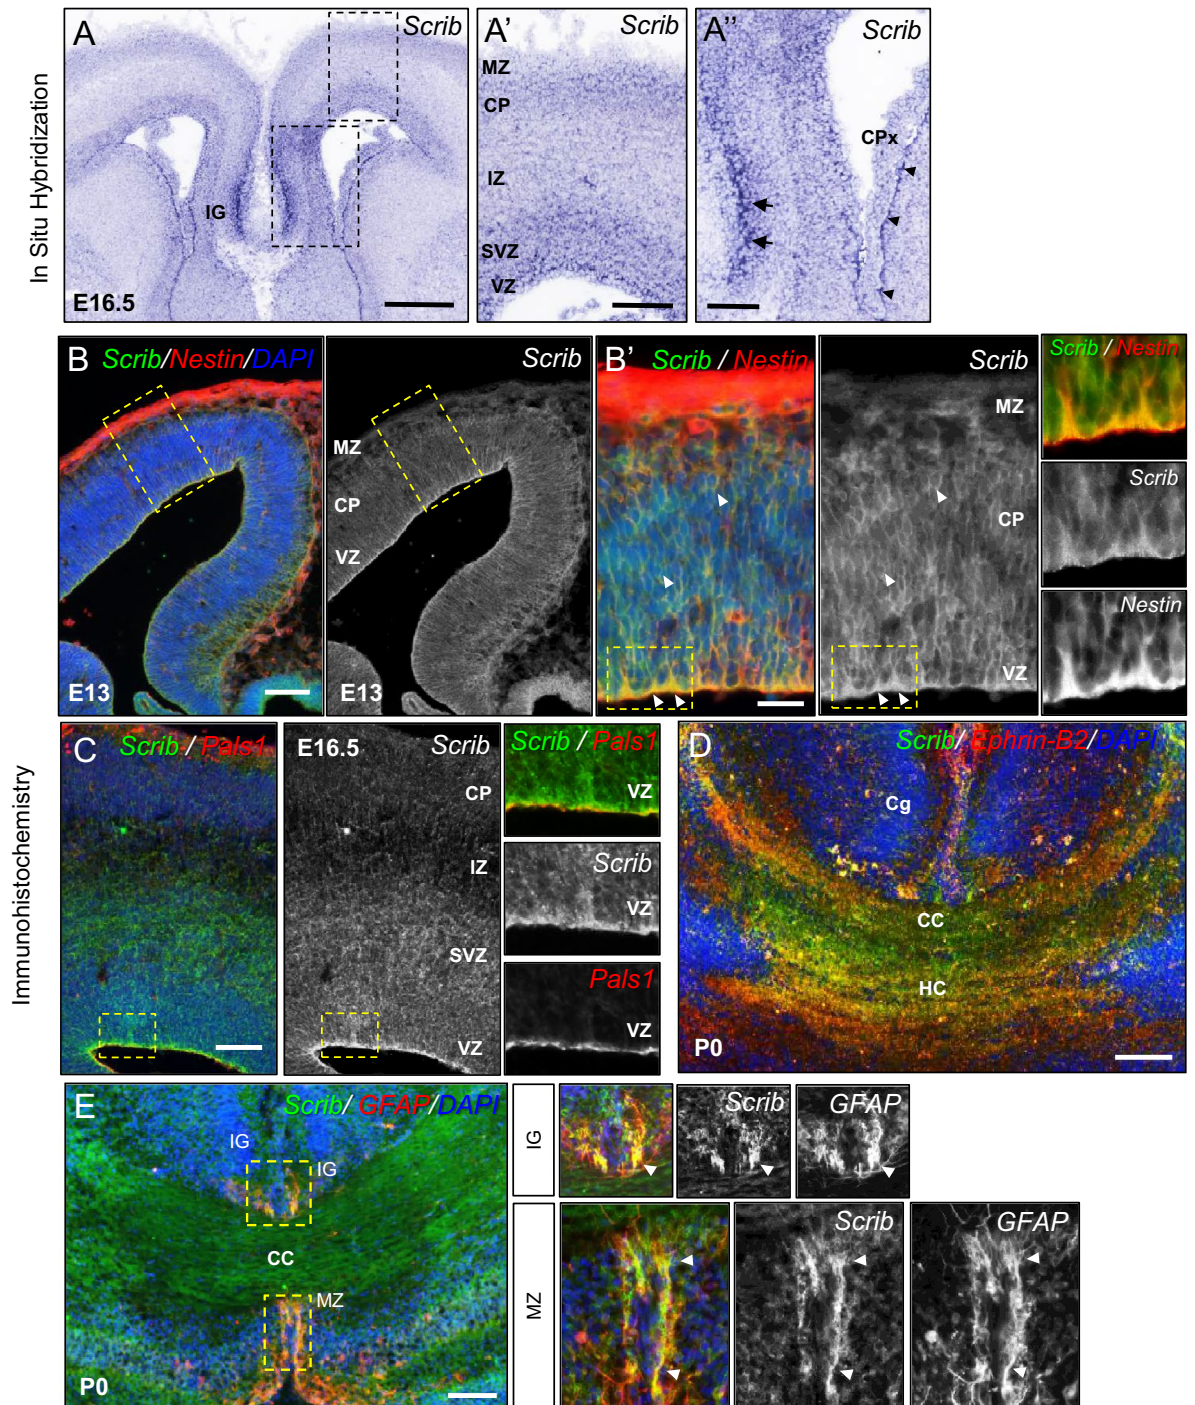 In Situ Hybridization
A
Scrib
IG
E16.5
A'
Scrib
MZ
CP
IZ
SVZ
VZ
A''
Scrib
CPx
Immunohistochemistry
B
Scrib/Nestin/DAPI
E13
Scrib
MZ
CP
VZ
E13
B'
Scrib / Nestin
Scrib
MZ
CP
VZ
Scrib / Nestin
Scrib
Nestin
C
Scrib / Pals1
E16.5
Scrib
CP
IZ
SVZ
VZ
Scrib / Pals1
VZ
Scrib
VZ
Pals1
VZ
D
Scrib/ Ephrin-B2/DAPI
Cg
CC
HC
P0
E
Scrib/ GFAP/DAPI
IG
IG
CC
MZ
P0
IG
Scrib
GFAP
MZ
Scrib
GFAP